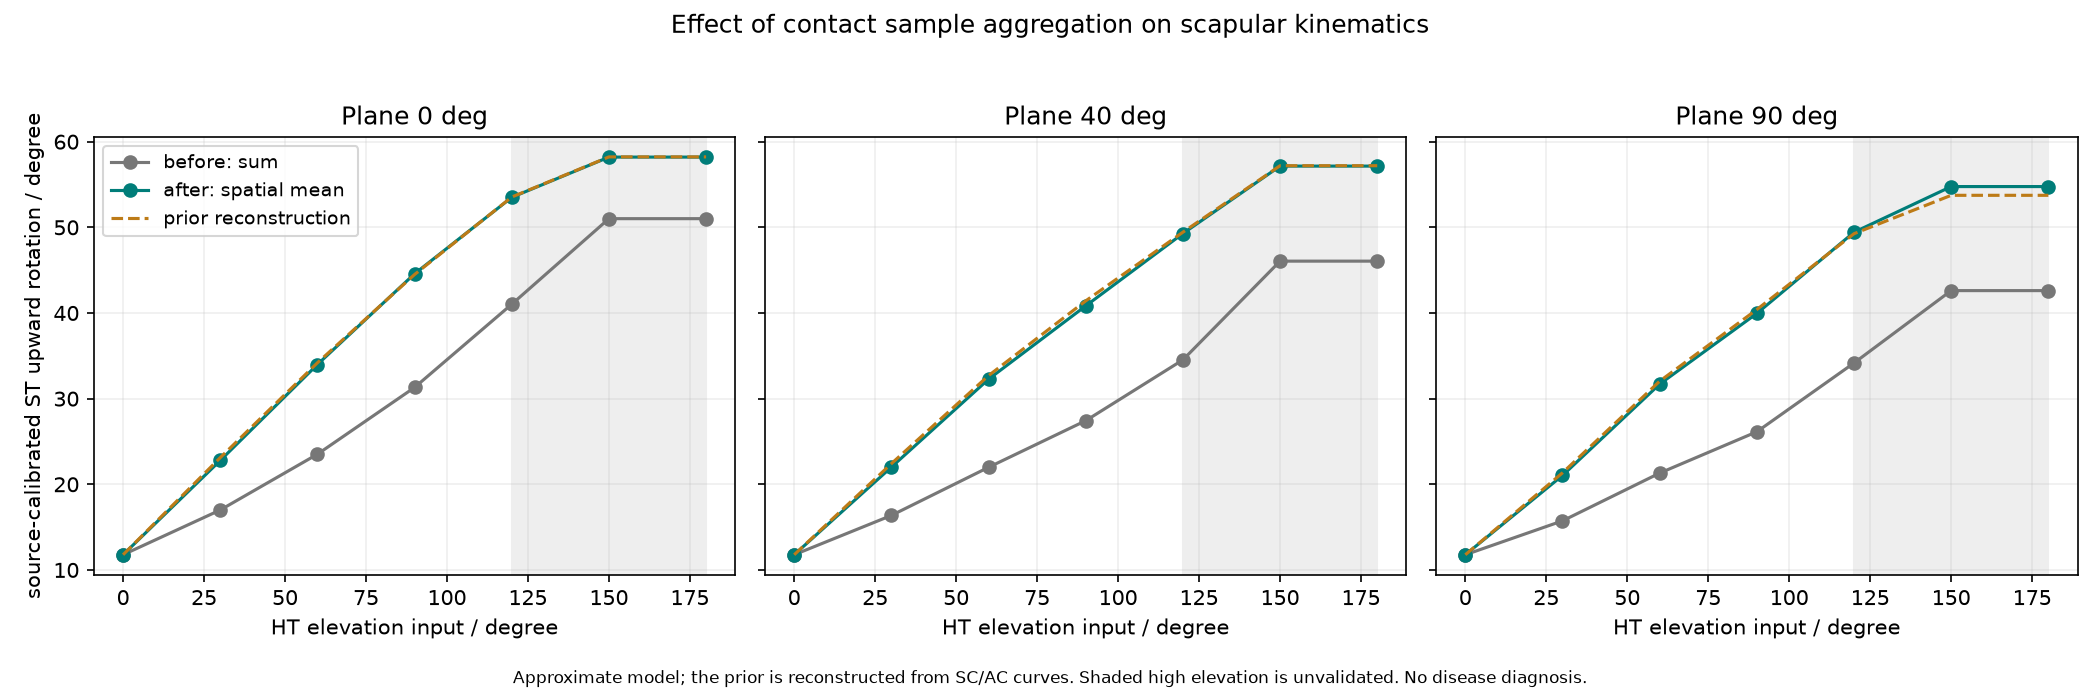 Effect of contact sample aggregation on scapular kinematics
Plane 0 deg
Plane 40 deg
Plane 90 deg
source-calibrated ST upward rotation / degree
60
50
40
30
20
10
before: sum
after: spatial mean
prior reconstruction
0 25 50 75 100 125 150 175
0 25 50 75 100 125 150 175
0 25 50 75 100 125 150 175
HT elevation input / degree
HT elevation input / degree
HT elevation input / degree
Approximate model; the prior is reconstructed from SC/AC curves. Shaded high elevation is unvalidated. No disease diagnosis.